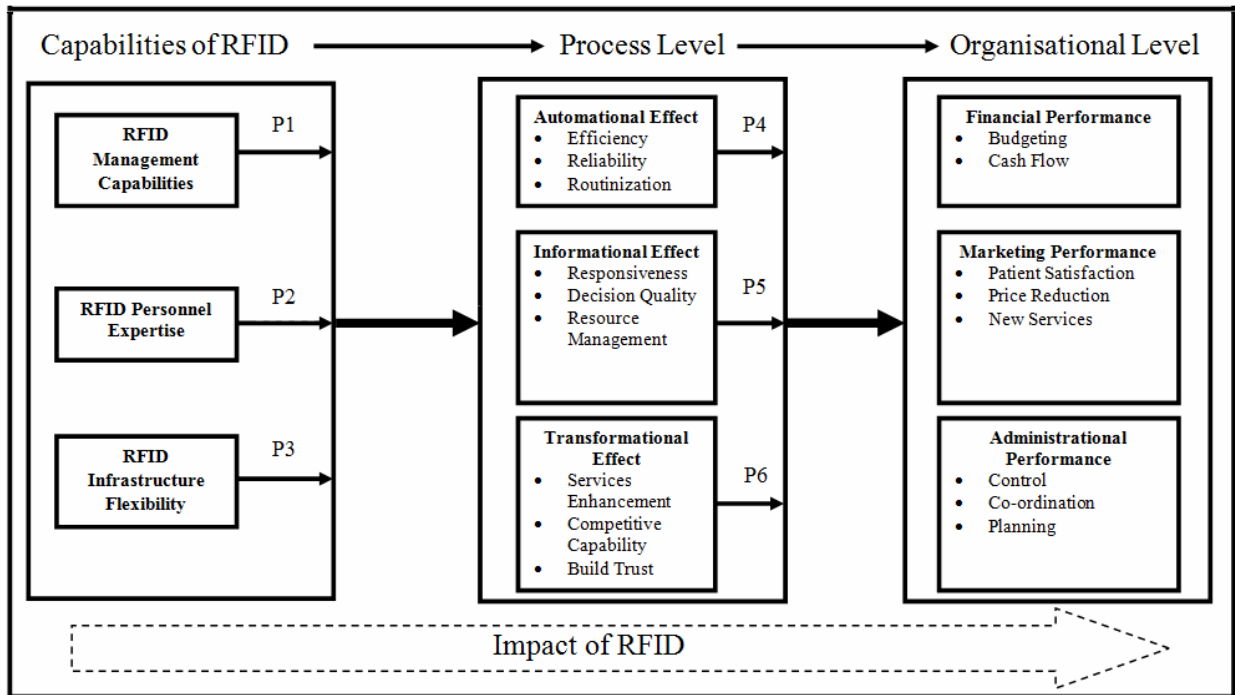 Capabilities of RFID
Process Level
Organisational Level
RFID
Management
Capabilities
P1
RFID Personnel
Expertise
P2
RFID
Infrastructure
Flexibility
P3
Automational Effect
• Efficiency
• Reliability
• Routinization
P4
Informational Effect
• Responsiveness
• Decision Quality
• Resource
Management
P5
Transformational
Effect
• Services
Enhancement
• Competitive
Capability
• Build Trust
P6
Financial Performance
• Budgeting
• Cash Flow
Marketing Performance
• Patient Satisfaction
• Price Reduction
• New Services
Administrational
Performance
• Control
• Co-ordination
• Planning
Impact of RFID